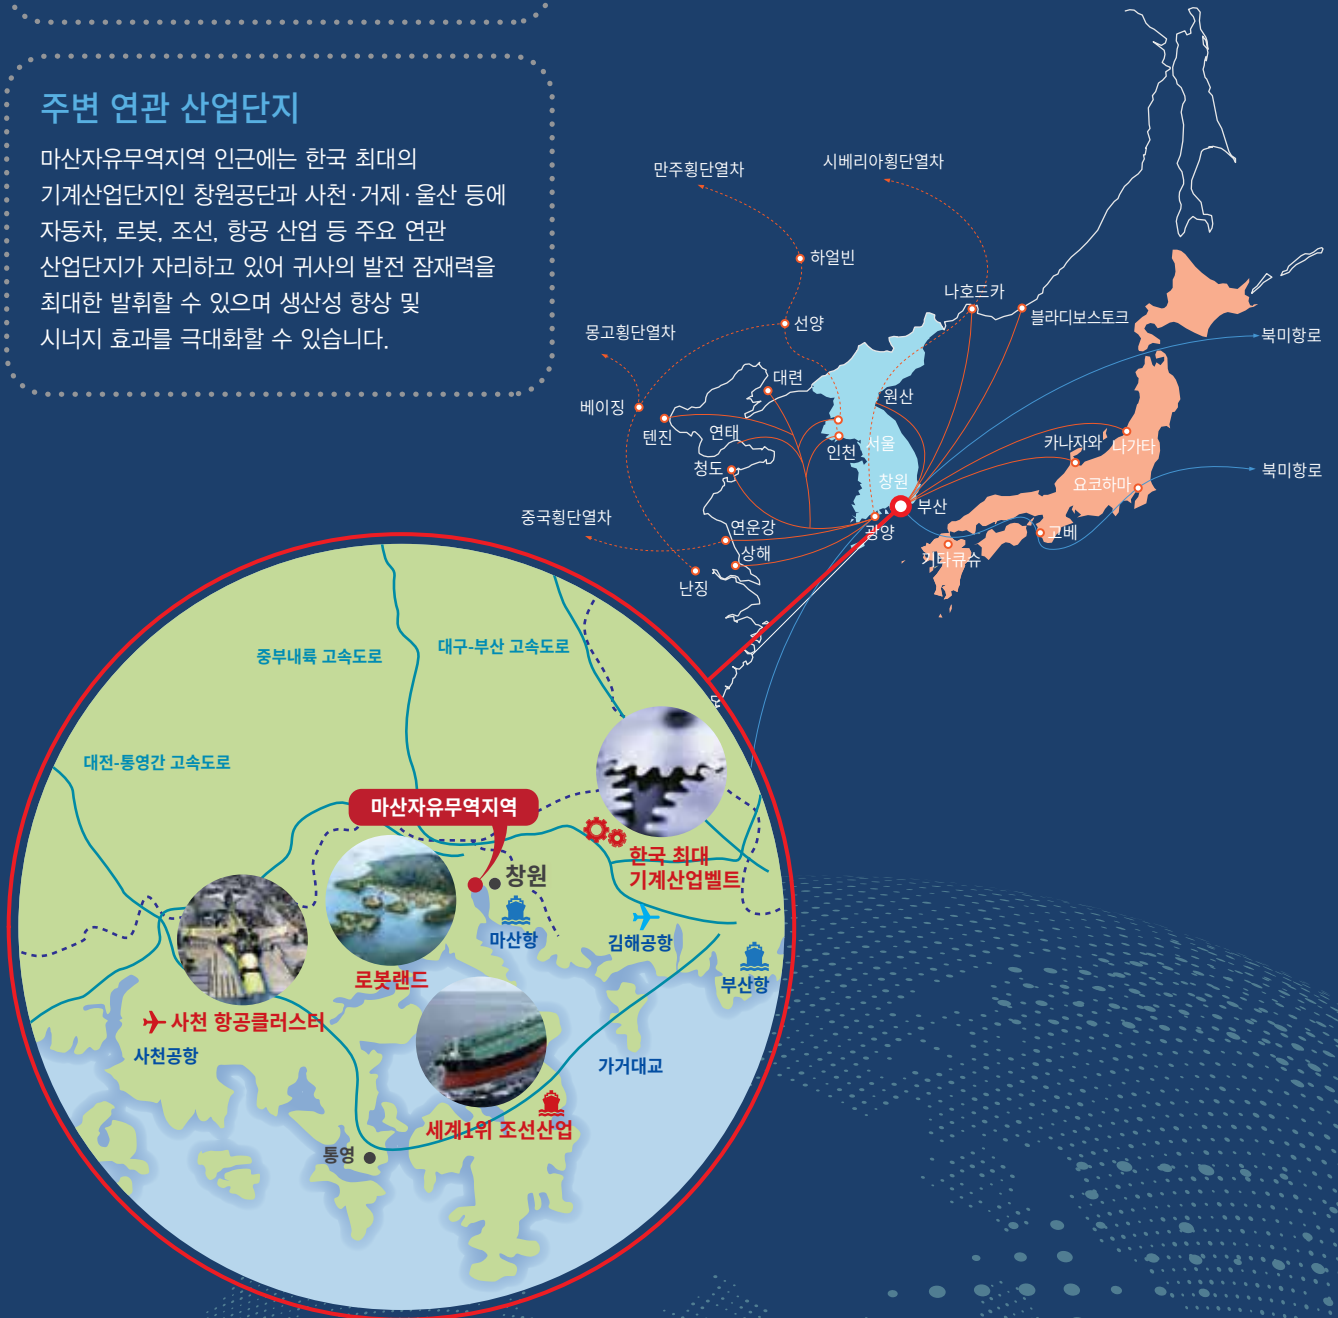 주변 연관 산업단지
마산자유무역지역 인근에는 한국 최대의
기계산업단지인 창원공단과 사천·거제·울산 등에
자동차, 로봇, 조선, 항공 산업 등 주요 연관
산업단지가 자리하고 있어 귀사의 발전 잠재력을
최대한 발휘할 수 있으며 생산성 향상 및
시너지 효과를 극대화할 수 있습니다.
만주횡단열차
시베리아횡단열차
하얼빈
나호드카
블라디보스토크
선양
몽고횡단열차
북미항로
대련
원산
베이징
텐진
연태
인천
서울
카나자와
나가타
청도
창원
요코하마
북미항로
부산
중국횡단열차
연운강
광양
고베
상해
기타큐슈
난징
중부내륙 고속도로
대구-부산 고속도로
대전-통영간 고속도로
마산자유무역지역
한국 최대
기계산업벨트
창원
마산항
김해공항
로봇랜드
부산항
사천 항공클러스터
사천공항
가거대교
세계1위 조선산업
통영